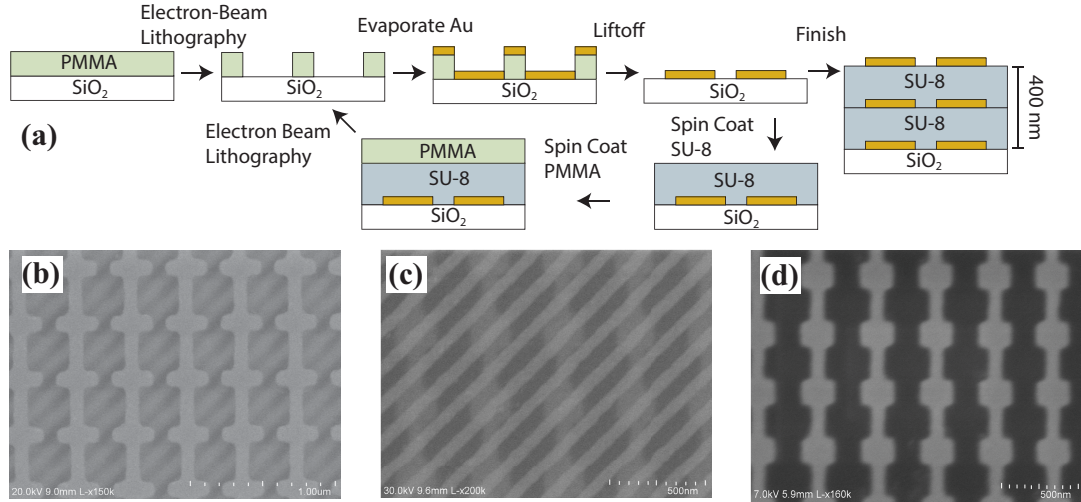 Electron-Beam
Lithography
Evaporate Au
Liftoff
Finish
PMMA
SiO₂
SiO₂
SiO₂
SiO₂
SU-8
SU-8
SiO₂
400 nm
(a)
Electron Beam
Lithography
PMMA
SU-8
SiO₂
Spin Coat
PMMA
Spin Coat
SU-8
SU-8
SiO₂
(b)
20.0kV 9.0mm L-x150k 1.00um
(c)
30.0kV 9.6mm L-x200k 500nm
(d)
7.0kV 5.9mm L-x160k 500nm